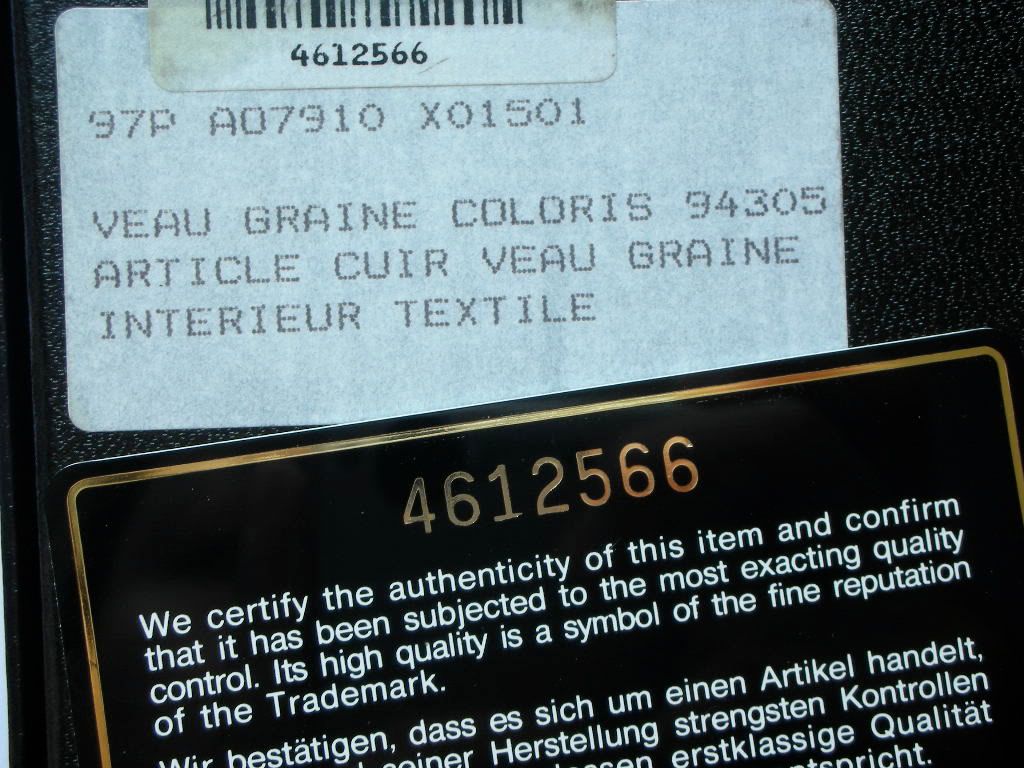 4612566
97P A07910 X01501
VEAU GRAINE COLORIS 94305
ARTICLE CUIR VEAU GRAINE
INTERIEUR TEXTILE
4612566
We certify the authenticity of this item and confirm
that it has been subjected to the most exacting quality
control. Its high quality is a symbol of the fine reputation
of the Trademark.
Wir bestätigen, dass es sich um einen Artikel handelt,
seiner Herstellung strengsten Kontrollen
erstklassige Qualität